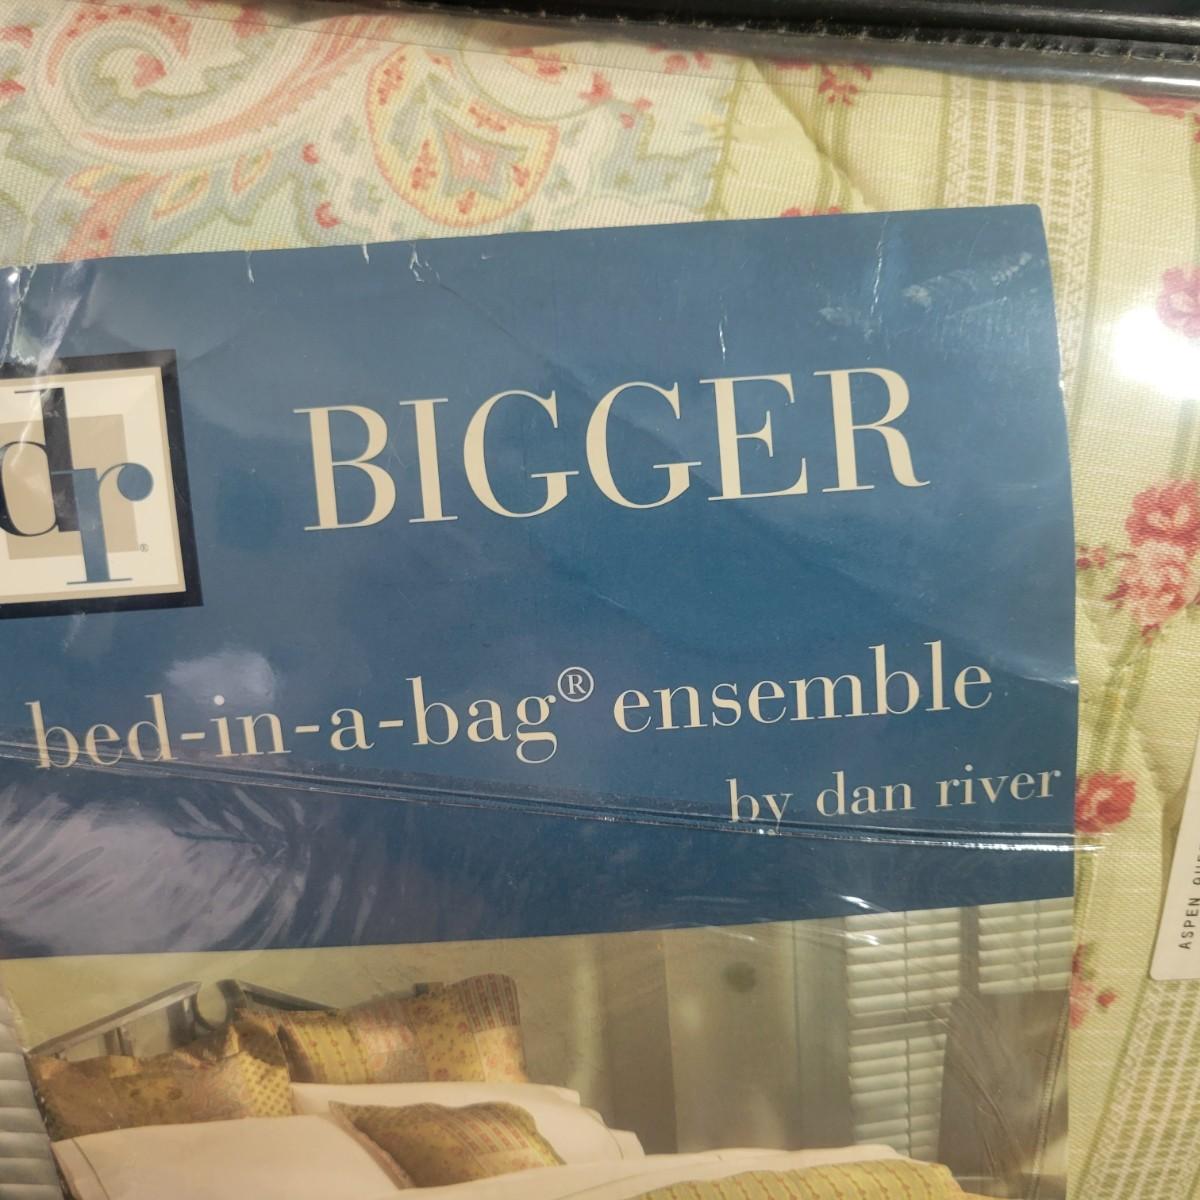 dr®
BIGGER
bed-in-a-bag® ensemble
by dan river
ASPEN